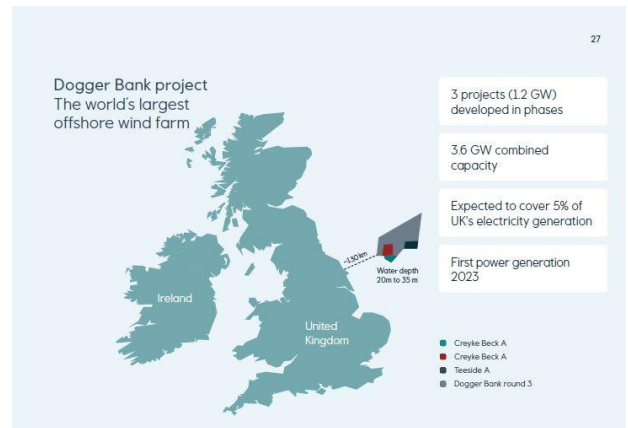 27
Dogger Bank project
The world's largest
offshore wind farm
3 projects (1.2 GW)
developed in phases
3.6 GW combined
capacity
Expected to cover 5% of
UK's electricity generation
First power generation
2023
~130 km
Water depth
20m to 35 m
Ireland
United
Kingdom
Creyke Beck A
Creyke Beck A
Teeside A
Dogger Bank round 3